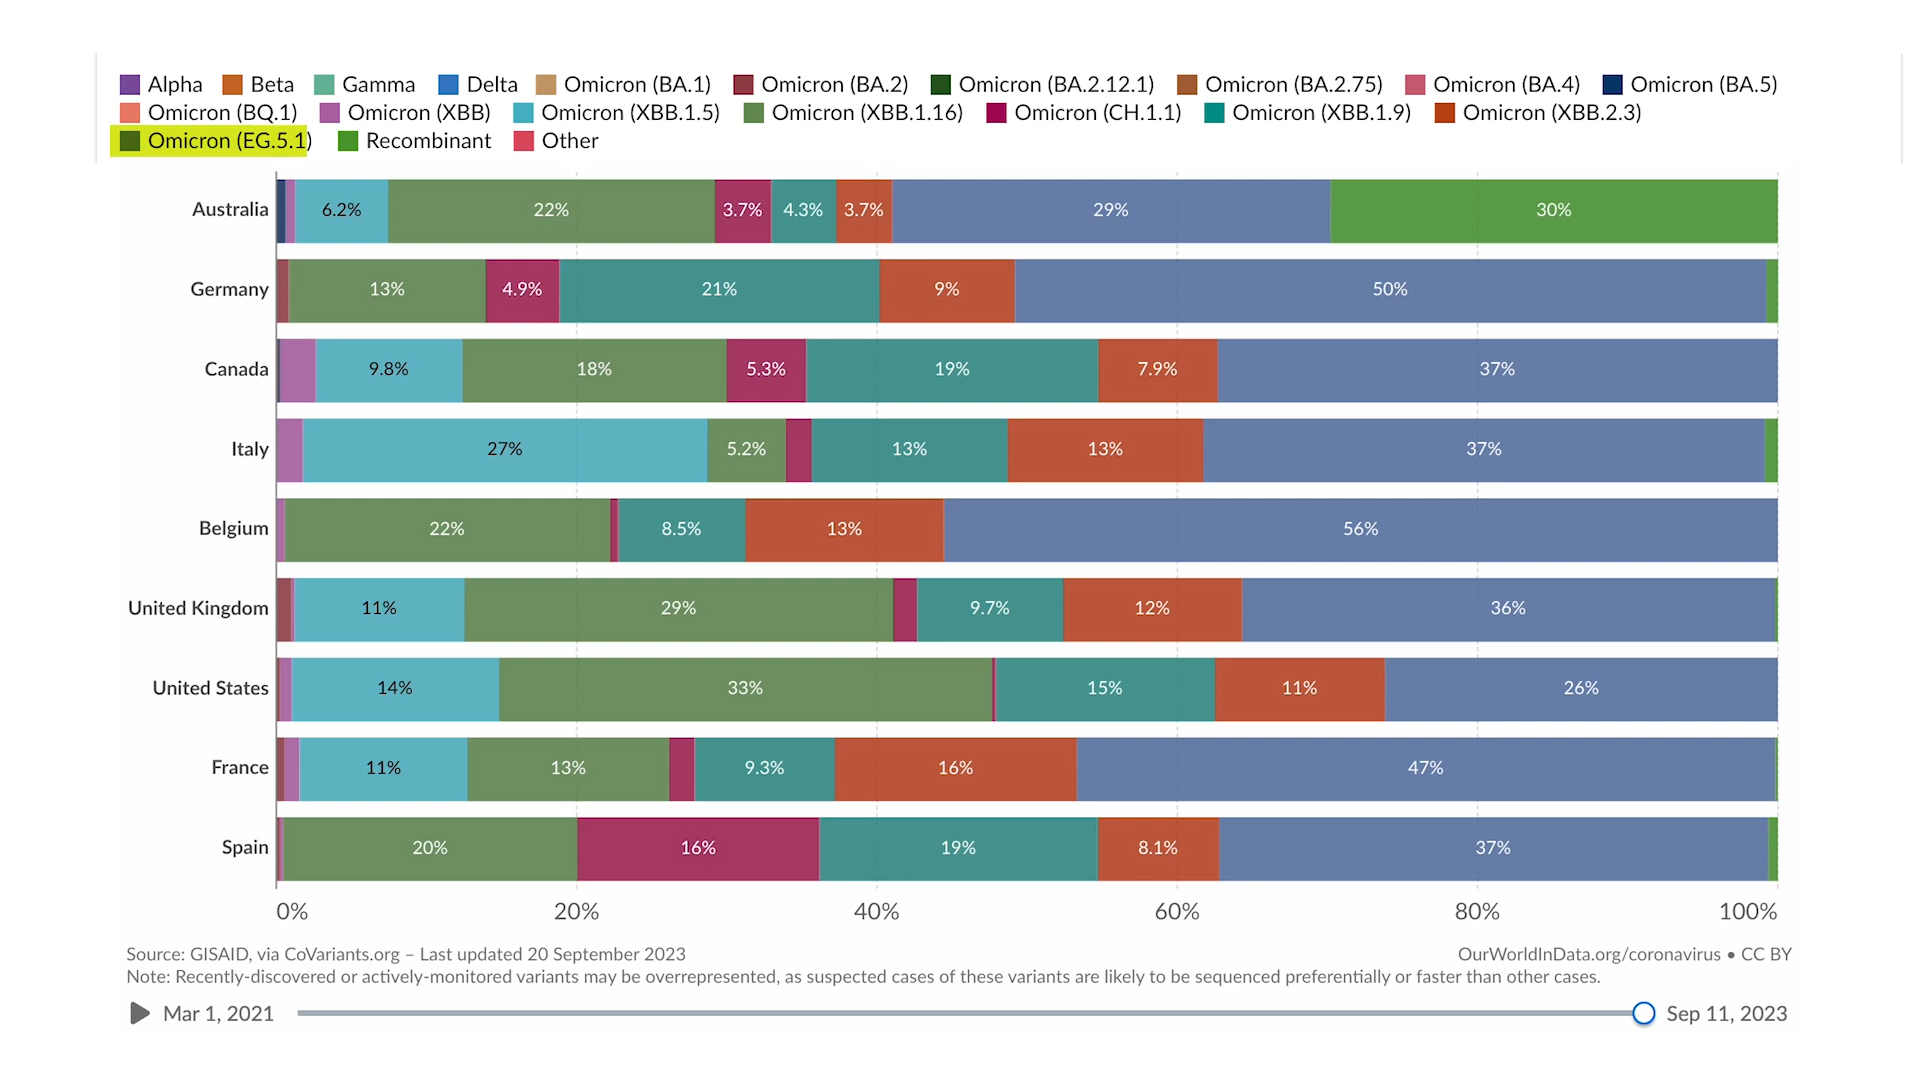 Alpha Beta Gamma Delta Omicron (BA.1) Omicron (BA.2) Omicron (BA.2.12.1) Omicron (BA.2.75) Omicron (BA.4) Omicron (BA.5)
Omicron (BQ.1) Omicron (XBB) Omicron (XBB.1.5) Omicron (XBB.1.16) Omicron (CH.1.1) Omicron (XBB.1.9) Omicron (XBB.2.3)
Omicron (EG.5.1) Recombinant Other
Australia 6.2% 22% 3.7% 4.3% 3.7% 29% 30%
Germany 13% 4.9% 21% 9% 50%
Canada 9.8% 18% 5.3% 19% 7.9% 37%
Italy 27% 5.2% 13% 13% 37%
Belgium 22% 8.5% 13% 56%
United Kingdom 11% 29% 9.7% 12% 36%
United States 14% 33% 15% 11% 26%
France 11% 13% 9.3% 16% 47%
Spain 20% 16% 19% 8.1% 37%
0% 20% 40% 60% 80% 100%
Source: GISAID, via CoVariants.org – Last updated 20 September 2023 OurWorldInData.org/coronavirus • CC BY
Note: Recently-discovered or actively-monitored variants may be overrepresented, as suspected cases of these variants are likely to be sequenced preferentially or faster than other cases.
Mar 1, 2021 Sep 11, 2023